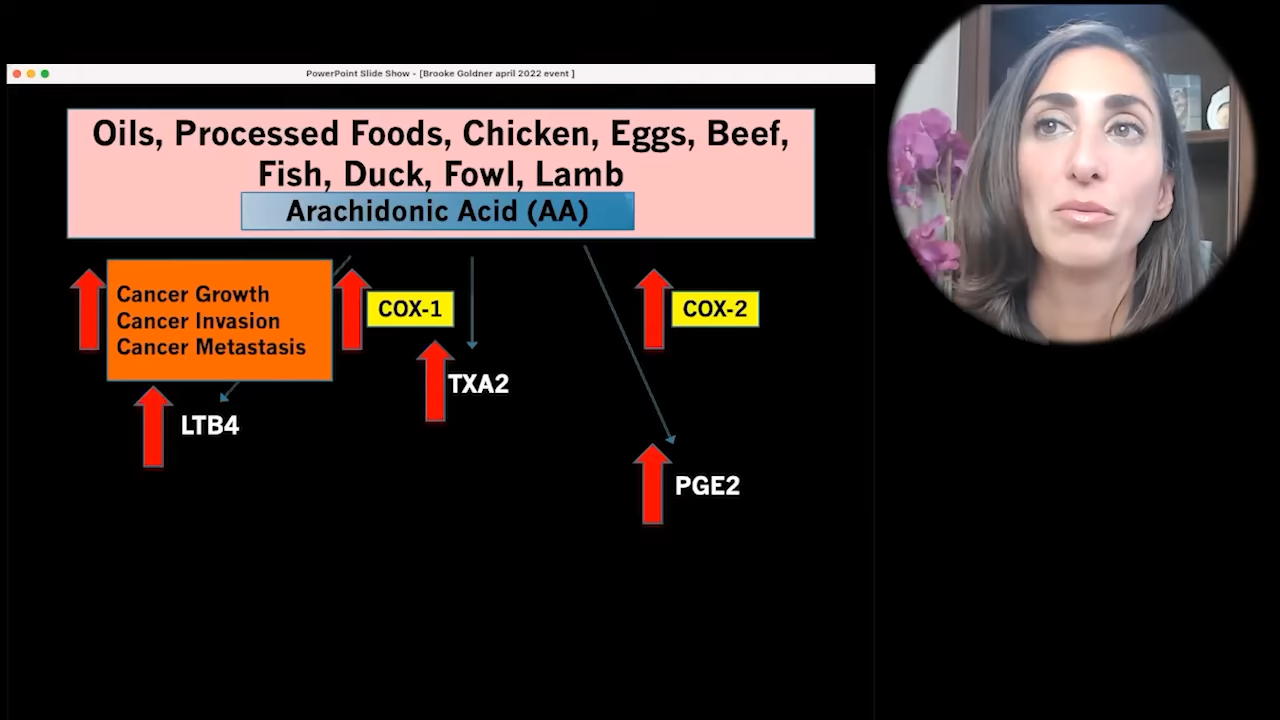 PowerPoint Slide Show - [Brooke Goldner april 2022 event ]
Oils, Processed Foods, Chicken, Eggs, Beef,
Fish, Duck, Fowl, Lamb
Arachidonic Acid (AA)
Cancer Growth
Cancer Invasion
Cancer Metastasis
COX-1
COX-2
TXA2
LTB4
PGE2